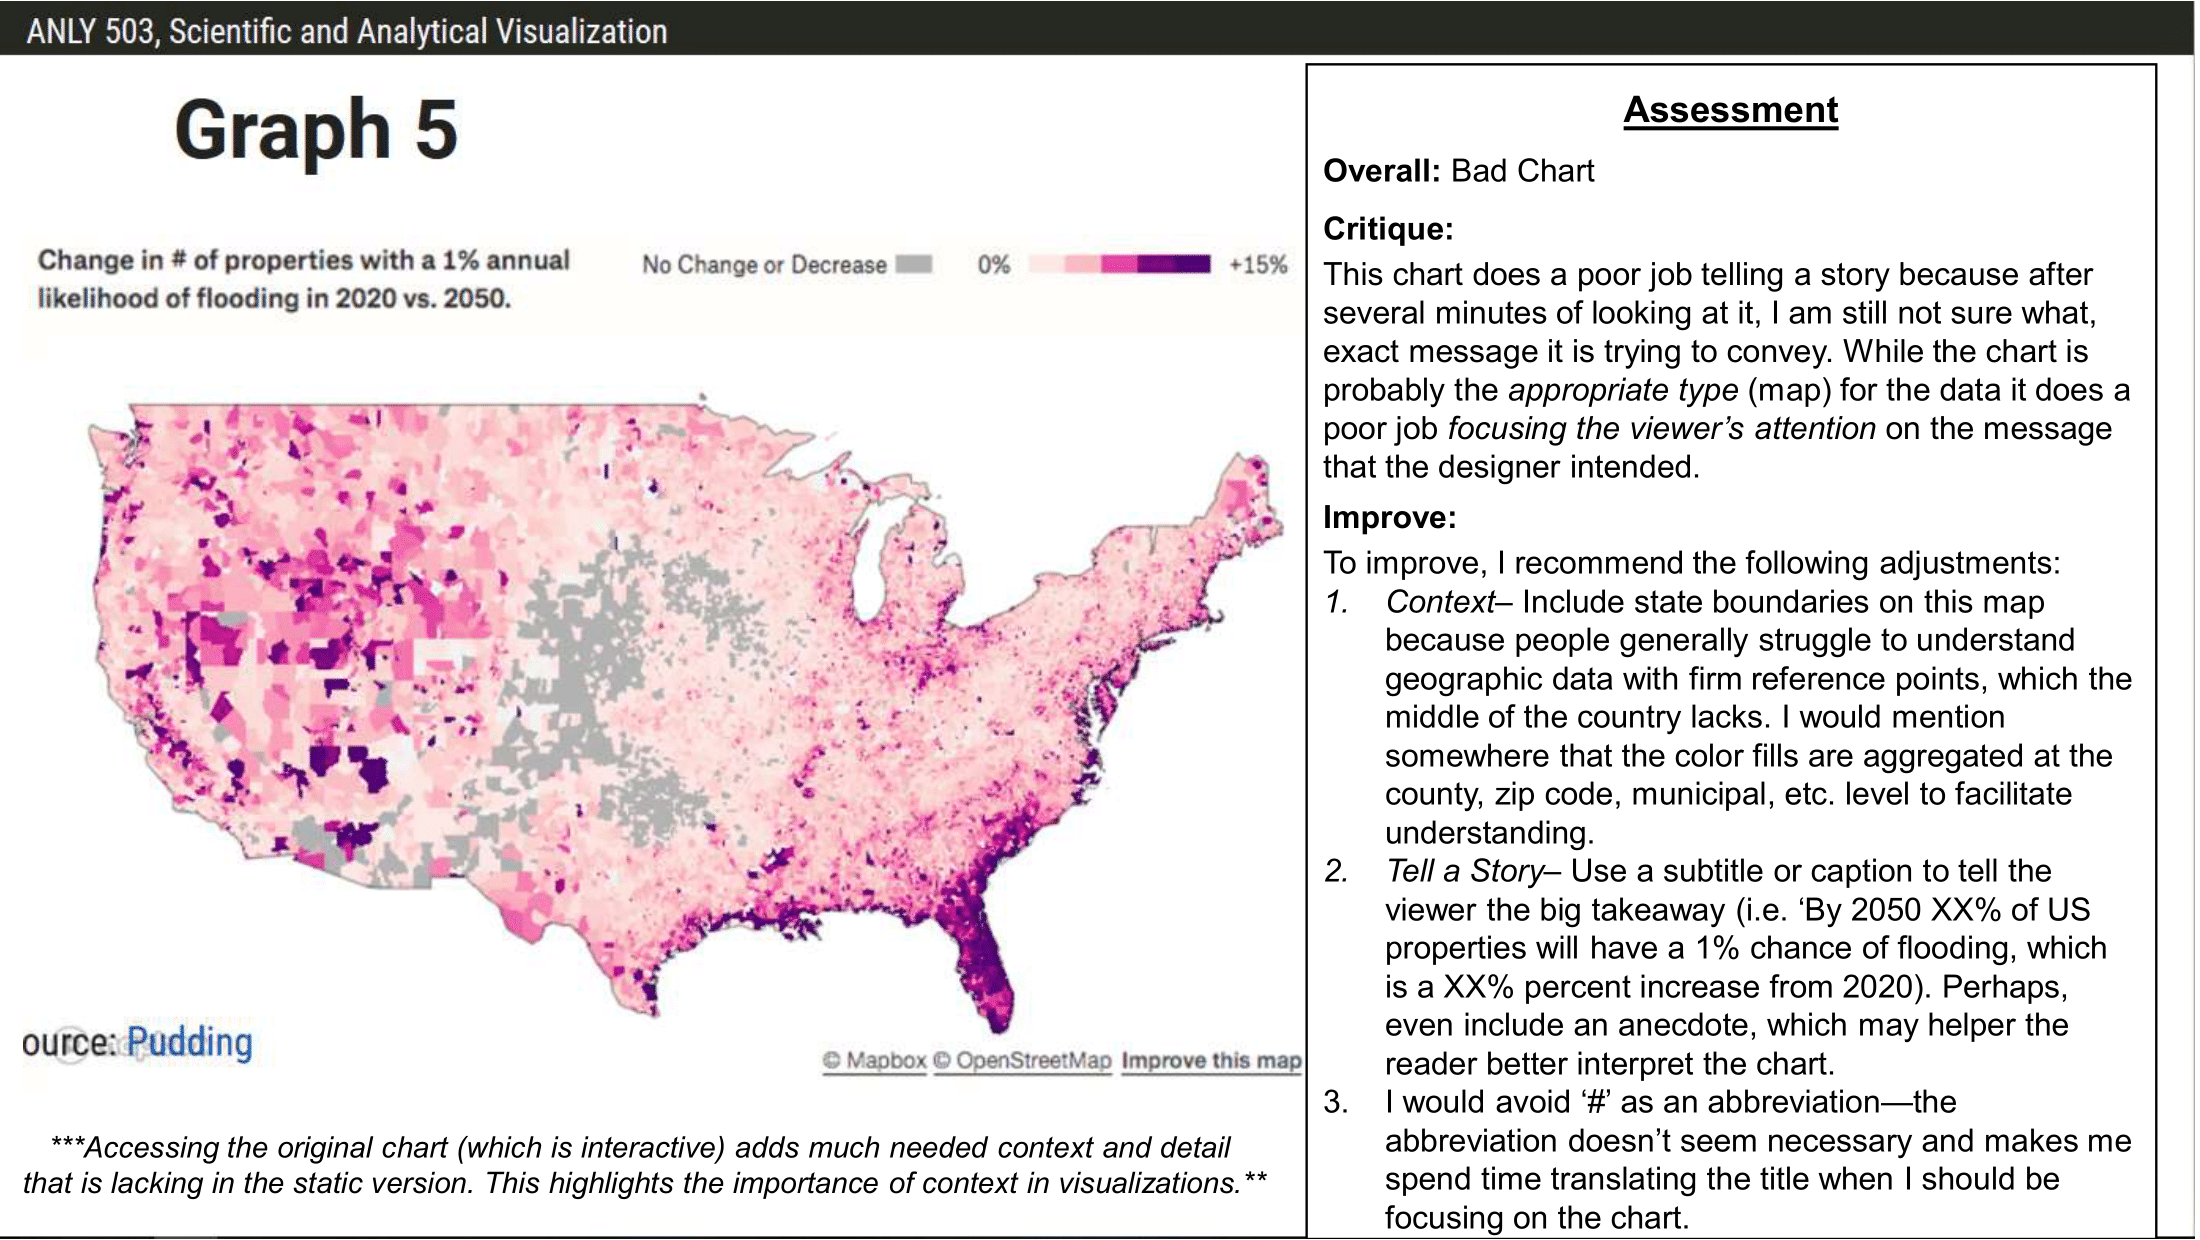 ANLY 503, Scientific and Analytical Visualization
Graph 5
Change in # of properties with a 1% annual
likelihood of flooding in 2020 vs. 2050.
No Change or Decrease
0%
+15%
ource: Pudding
© Mapbox © OpenStreetMap Improve this map
***Accessing the original chart (which is interactive) adds much needed context and detail
that is lacking in the static version. This highlights the importance of context in visualizations.**
Assessment
Overall: Bad Chart
Critique:
This chart does a poor job telling a story because after
several minutes of looking at it, I am still not sure what,
exact message it is trying to convey. While the chart is
probably the appropriate type (map) for the data it does a
poor job focusing the viewer’s attention on the message
that the designer intended.
Improve:
To improve, I recommend the following adjustments:
1. Context– Include state boundaries on this map
because people generally struggle to understand
geographic data with firm reference points, which the
middle of the country lacks. I would mention
somewhere that the color fills are aggregated at the
county, zip code, municipal, etc. level to facilitate
understanding.
2. Tell a Story– Use a subtitle or caption to tell the
viewer the big takeaway (i.e. ‘By 2050 XX% of US
properties will have a 1% chance of flooding, which
is a XX% percent increase from 2020). Perhaps,
even include an anecdote, which may helper the
reader better interpret the chart.
3. I would avoid ‘#’ as an abbreviation—the
abbreviation doesn’t seem necessary and makes me
spend time translating the title when I should be
focusing on the chart.